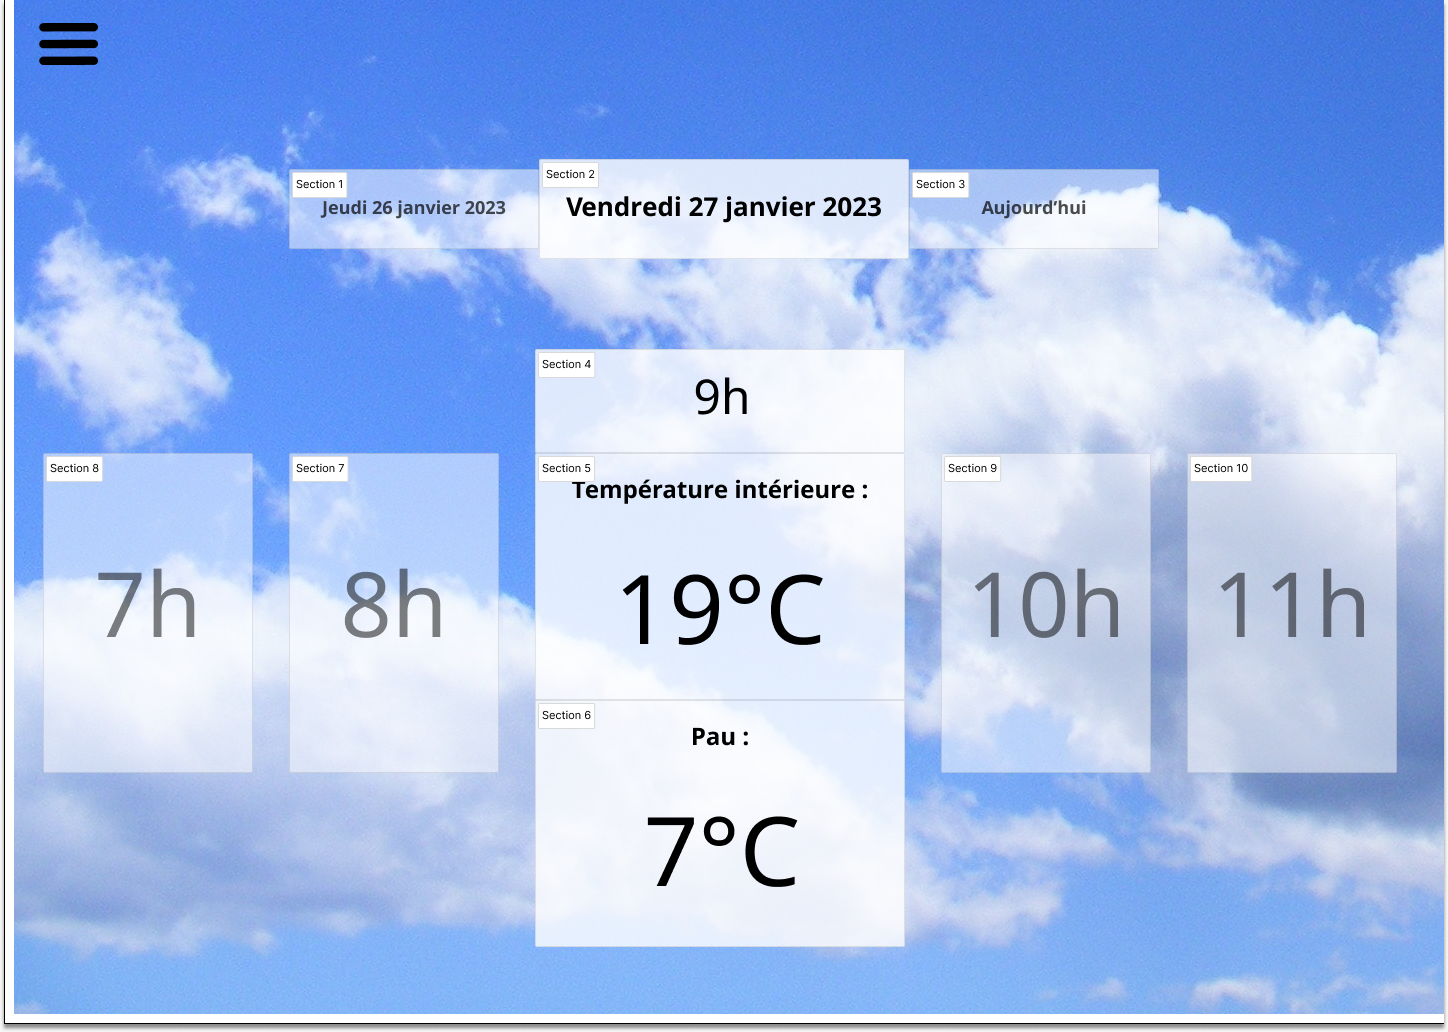 Section 1
Jeudi 26 janvier 2023
Section 2
Vendredi 27 janvier 2023
Section 3
Aujourd’hui
Section 4
9h
Section 8
7h
Section 7
8h
Section 5
Température intérieure :
19°C
Section 9
10h
Section 10
11h
Section 6
Pau :
7°C